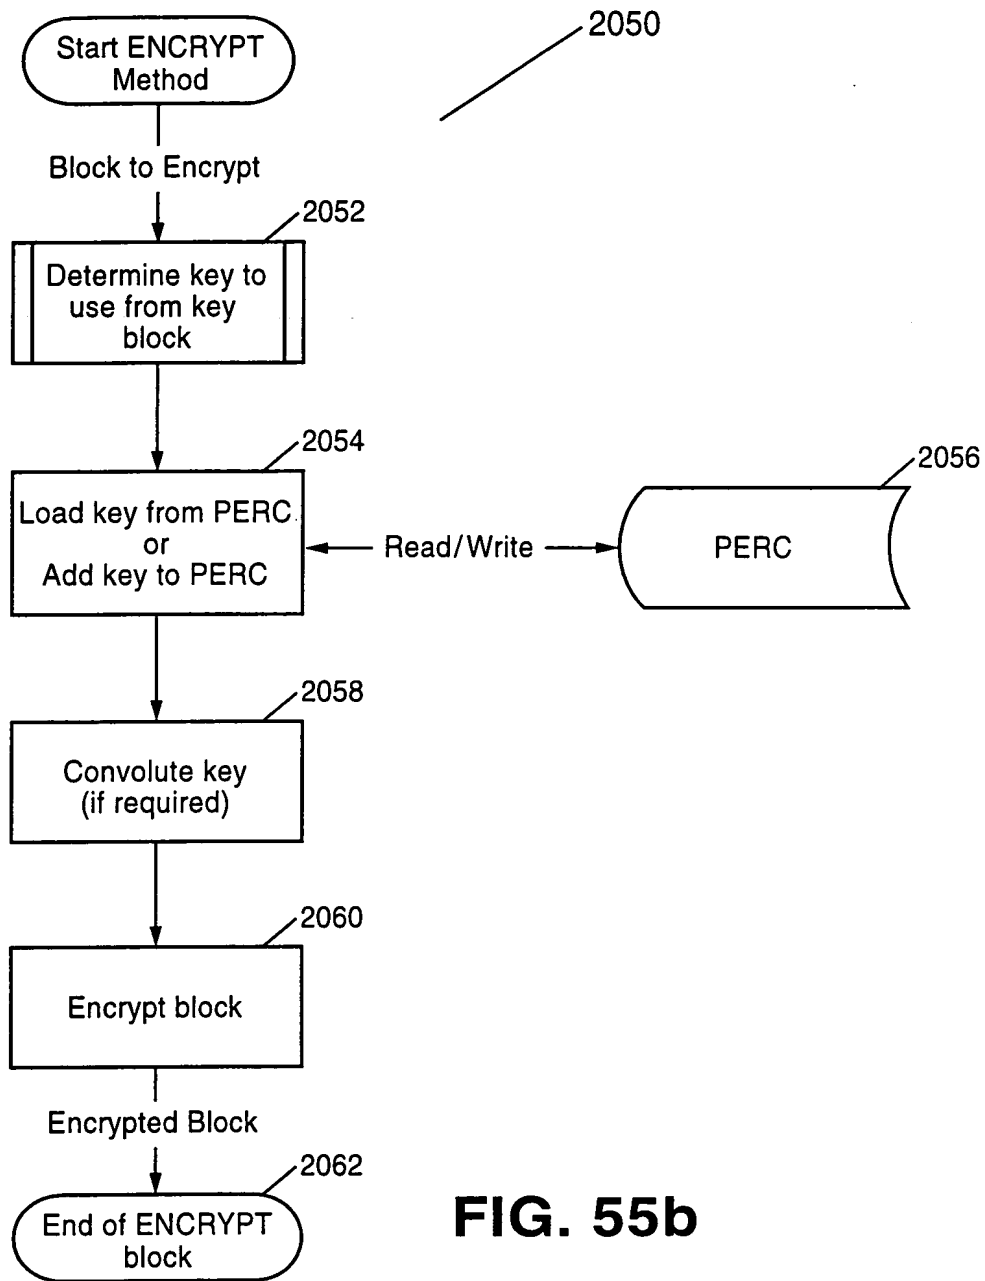 2050
Start ENCRYPT
Method
Block to Encrypt
2052
Determine key to
use from key
block
2054
Load key from PERC
or
Add key to PERC
Read/Write
2056
PERC
2058
Convolute key
(if required)
2060
Encrypt block
Encrypted Block
2062
End of ENCRYPT
block
FIG. 55b